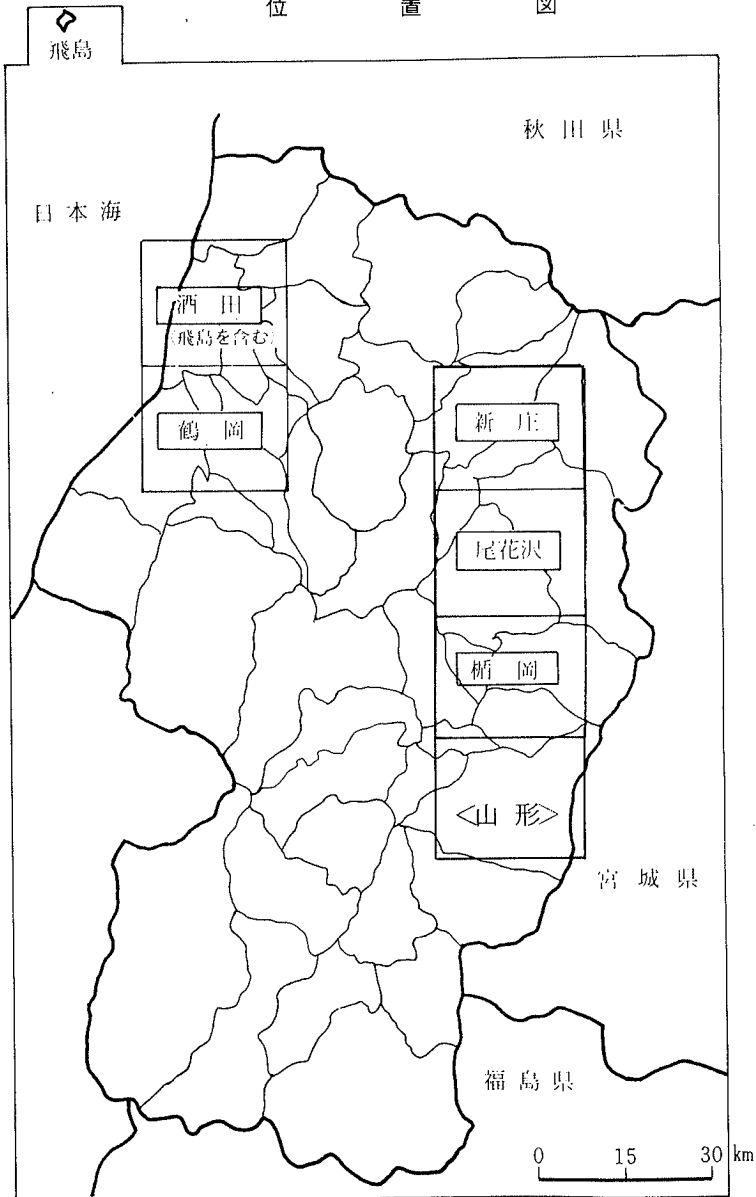 位置図
飛島
秋田県
日本海
酒田
(飛島を含む)
鶴岡
新庄
尾花沢
楯岡
<山形>
宮城県
福島県
0 15 30 km